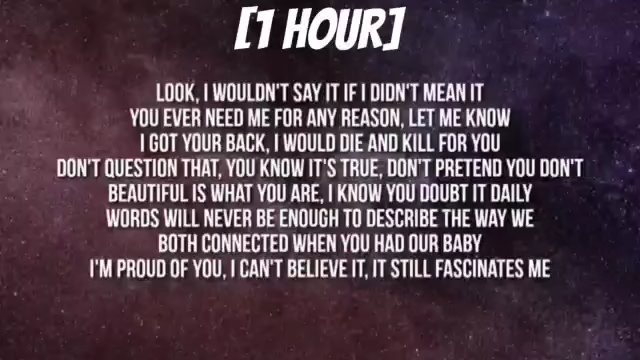 [1 HOUR]
LOOK, I WOULDN'T SAY IT IF I DIDN'T MEAN IT
YOU EVER NEED ME FOR ANY REASON, LET ME KNOW
I GOT YOUR BACK, I WOULD DIE AND KILL FOR YOU
DON'T QUESTION THAT, YOU KNOW IT'S TRUE, DON'T PRETEND YOU DON'T
BEAUTIFUL IS WHAT YOU ARE, I KNOW YOU DOUBT IT DAILY
WORDS WILL NEVER BE ENOUGH TO DESCRIBE THE WAY WE
BOTH CONNECTED WHEN YOU HAD OUR BABY
I'M PROUD OF YOU, I CAN'T BELIEVE IT, IT STILL FASCINATES ME